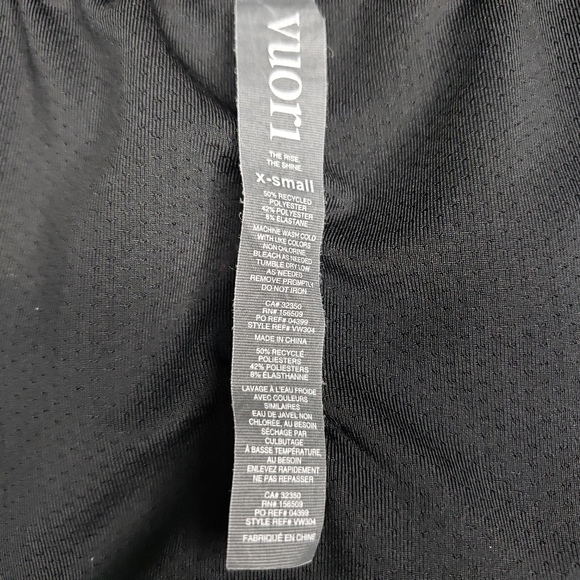 vuori
THE RISE.
THE SHINE.
x-small
50% RECYCLED
POLYESTER
42% POLYESTER
8% ELASTANE
MACHINE WASH COLD
WITH LIKE COLORS
NON CHLORINE
BLEACH AS NEEDED
TUMBLE DRY LOW
AS NEEDED
REMOVE PROMPTLY
DO NOT IRON
CA# 32350
RN# 156509
PO REF# 04399
STYLE REF# VW304
MADE IN CHINA
50% RECYCLÉ
POLIESTERS
42% POLIESTERS
8% ÉLASTHANNE
LAVAGE À L'EAU FROIDE
AVEC COULEURS
SIMILAIRES
EAU DE JAVEL NON
CHLORÉE, AU BESOIN
SÉCHAGE PAR
CULBUTAGE
À BASSE TEMPÉRATURE,
AU BESOIN
ENLEVEZ RAPIDEMENT
NE PAS REPASSER
CA# 32350
RN# 156509
PO REF# 04399
STYLE REF# VW304
FABRIQUÉ EN CHINE